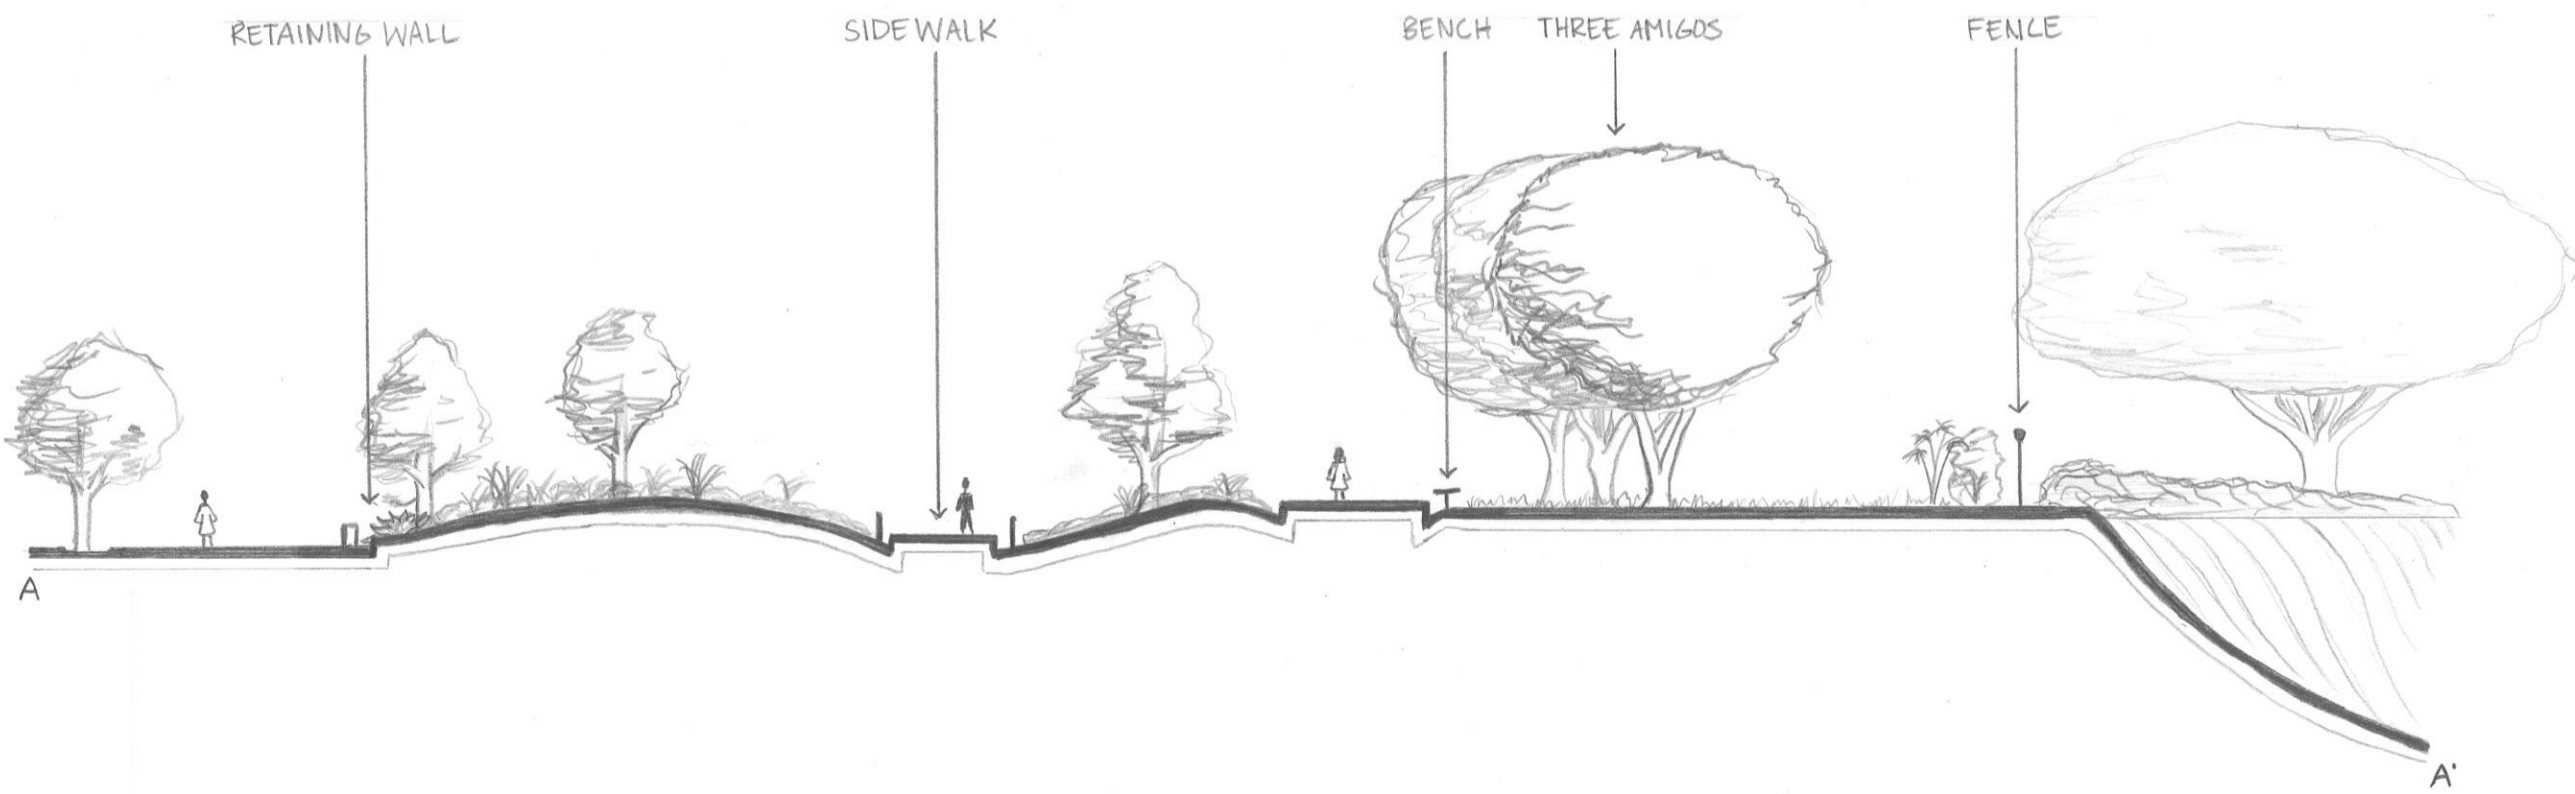 RETAINING WALL
SIDEWALK
BENCH
THREE AMIGOS
FENCE
A
A'